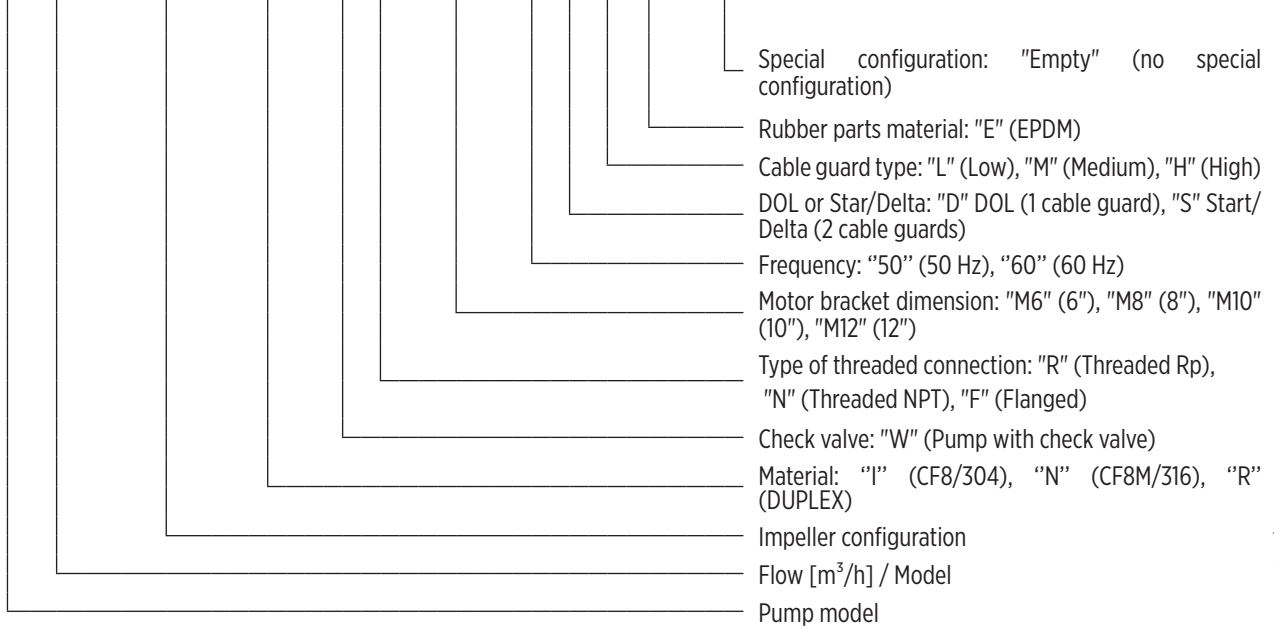 Special configuration: "Empty" (no special
configuration)
Rubber parts material: "E" (EPDM)
Cable guard type: "L" (Low), "M" (Medium), "H" (High)
DOL or Star/Delta: "D" DOL (1 cable guard), "S" Start/
Delta (2 cable guards)
Frequency: ‘’50’’ (50 Hz), ‘’60’’ (60 Hz)
Motor bracket dimension: "M6" (6"), "M8" (8"), "M10"
(10"), "M12" (12")
Type of threaded connection: "R" (Threaded Rp),
"N" (Threaded NPT), "F" (Flanged)
Check valve: "W" (Pump with check valve)
Material: ‘’I’’ (CF8/304), ‘’N’’ (CF8M/316), ‘’R’’
(DUPLEX)
Impeller configuration
Flow [m³/h] / Model
Pump model